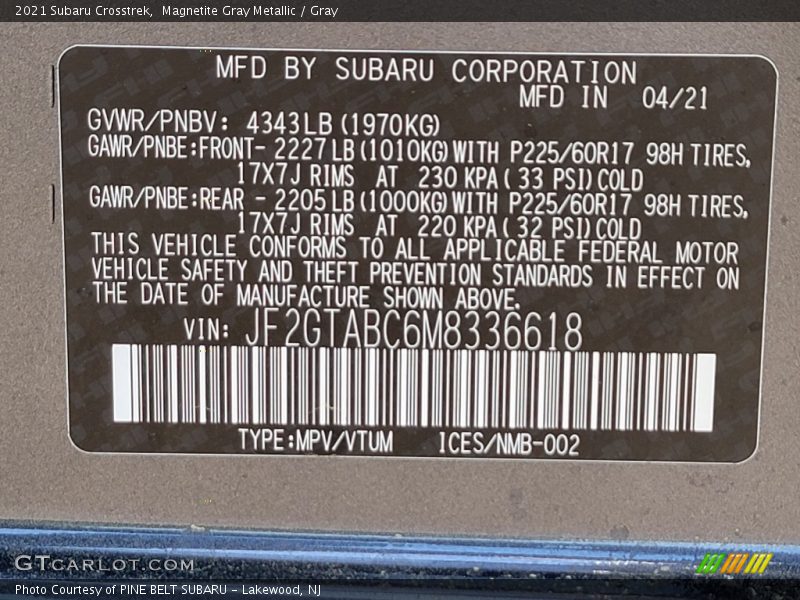 2021 Subaru Crosstrek,  Magnetite Gray Metallic / Gray
MFD BY SUBARU CORPORATION
MFD IN 04/21
GVWR/PNBV: 4343LB(1970KG)
GAWR/PNBE:FRONT- 2227LB(1010KG)WITH P225/60R17 98H TIRES,
17X7J RIMS AT 230 KPA(33 PSI)COLD
GAWR/PNBE:REAR - 2205LB(1000KG)WITH P225/60R17 98H TIRES,
17X7J RIMS AT 220 KPA(32 PSI)COLD
THIS VEHICLE CONFORMS TO ALL APPLICABLE FEDERAL MOTOR
VEHICLE SAFETY AND THEFT PREVENTION STANDARDS IN EFFECT ON
THE DATE OF MANUFACTURE SHOWN ABOVE.
VIN: JF2GTABC6M8336618
TYPE:MPV/VTUM ICES/NMB-002
GTCARLOT.COM
Photo Courtesy of PINE BELT SUBARU - Lakewood, NJ